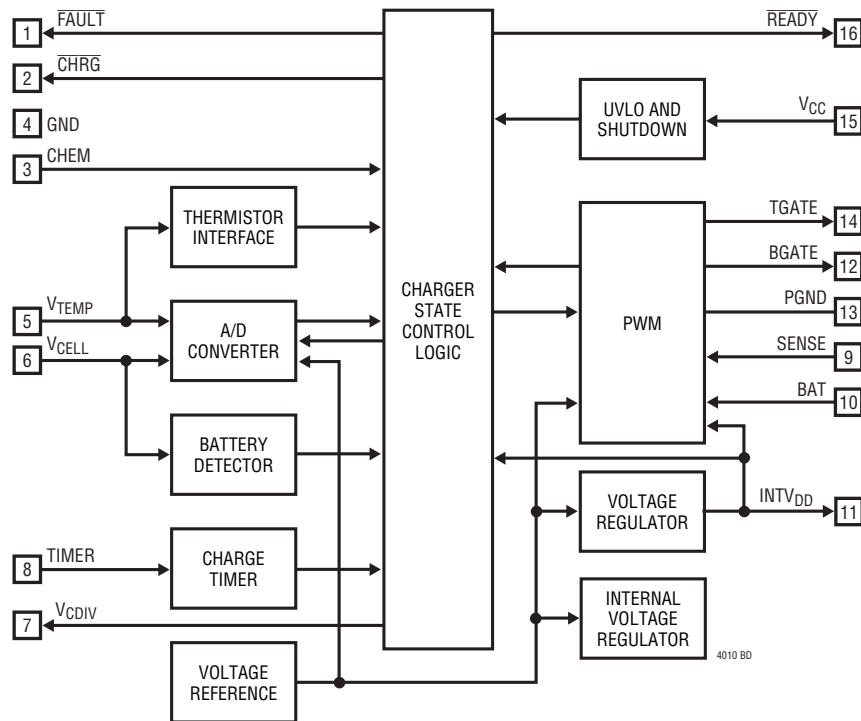 FAULT
1
CHRG
2
4
GND
CHEM
3
THERMISTOR
INTERFACE
VTEMP
5
A/D
CONVERTER
VCELL
6
BATTERY
DETECTOR
TIMER
8
CHARGE
TIMER
VCDIV
7
VOLTAGE
REFERENCE
CHARGER
STATE
CONTROL
LOGIC
READY
16
UVLO AND
SHUTDOWN
VCC
15
PWM
TGATE
14
BGATE
12
PGND
13
SENSE
9
BAT
10
VOLTAGE
REGULATOR
INTVDD
11
INTERNAL
VOLTAGE
REGULATOR
4010 BD